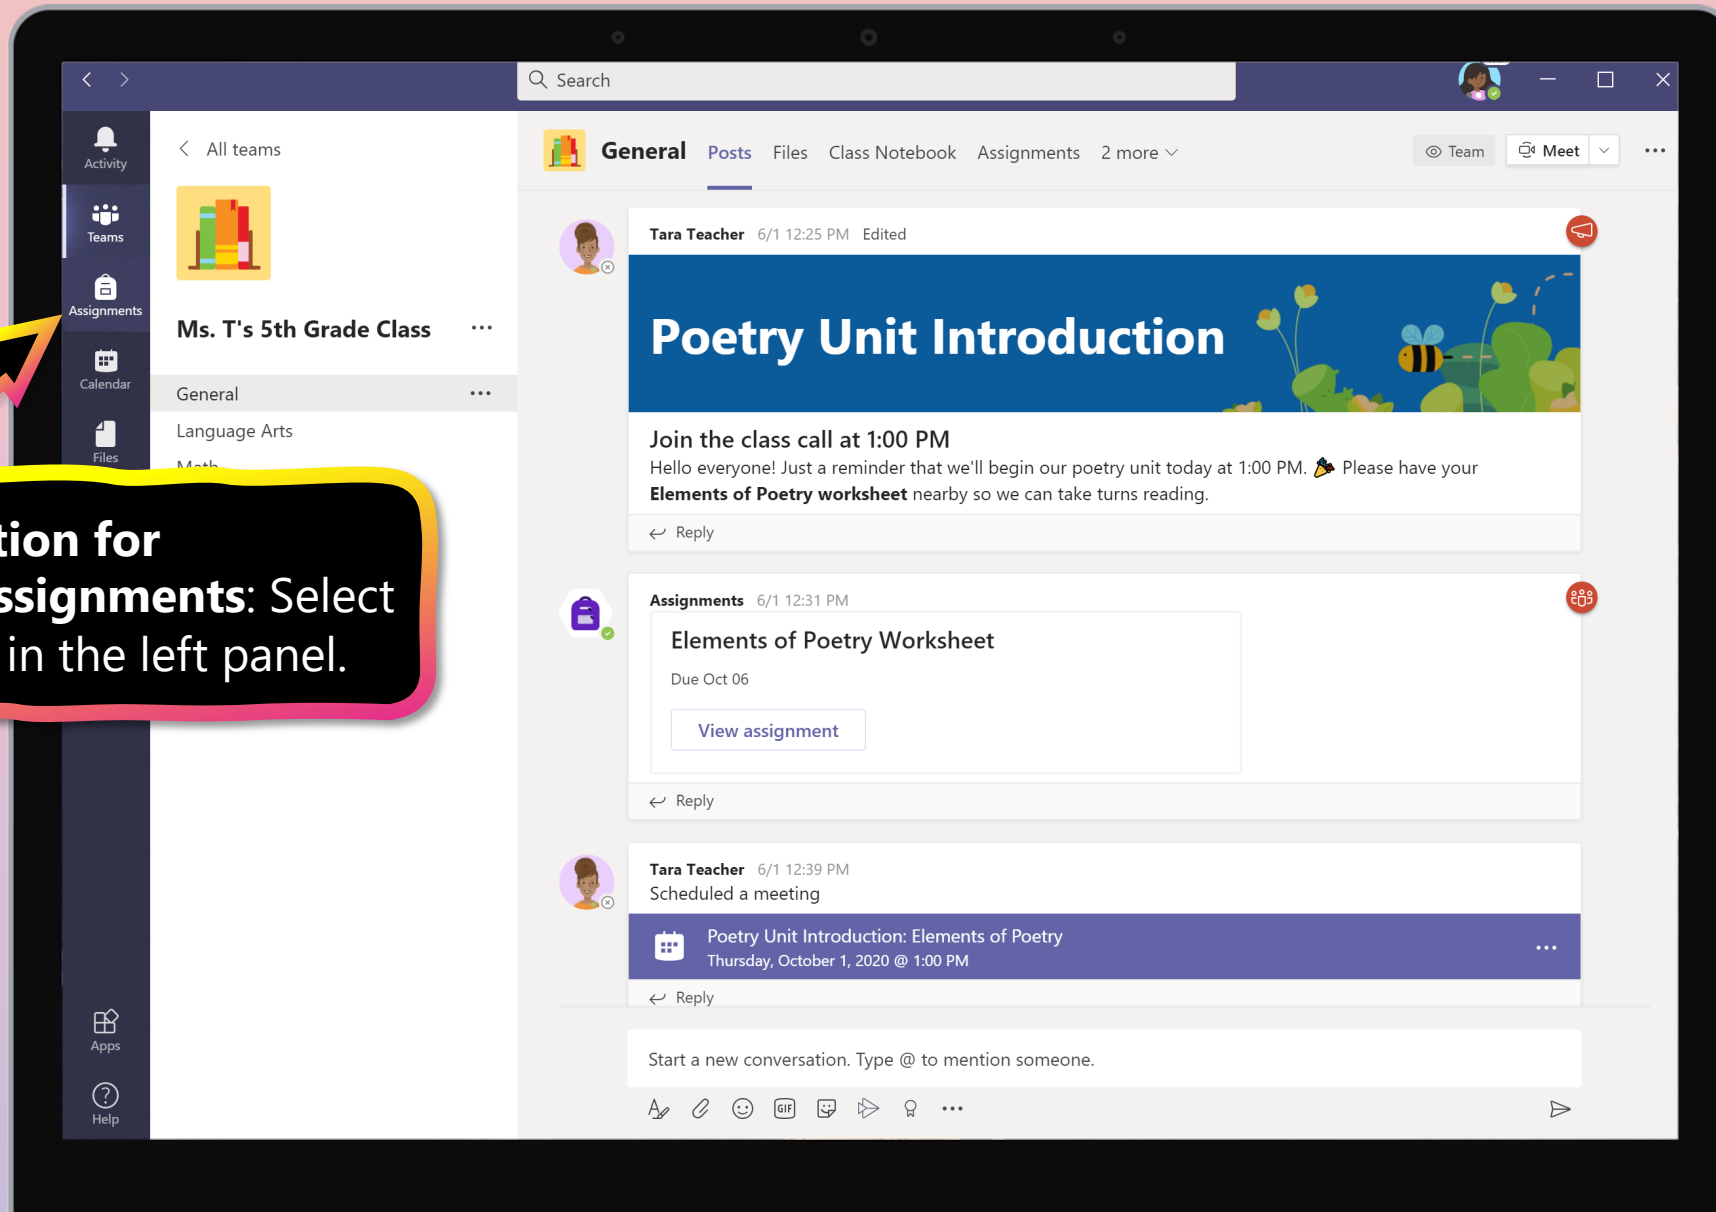 Search
Activity
Teams
Assignments
Calendar
Files
Apps
Help
All teams
Ms. T's 5th Grade Class
General
Language Arts
Math
tion for
ssignments: Select
in the left panel.
General Posts Files Class Notebook Assignments 2 more
Team Meet
Tara Teacher 6/1 12:25 PM Edited
Poetry Unit Introduction
Join the class call at 1:00 PM
Hello everyone! Just a reminder that we'll begin our poetry unit today at 1:00 PM. 🎉 Please have your
Elements of Poetry worksheet nearby so we can take turns reading.
Reply
Assignments 6/1 12:31 PM
Elements of Poetry Worksheet
Due Oct 06
View assignment
Reply
Tara Teacher 6/1 12:39 PM
Scheduled a meeting
Poetry Unit Introduction: Elements of Poetry
Thursday, October 1, 2020 @ 1:00 PM
Reply
Start a new conversation. Type @ to mention someone.
GIF